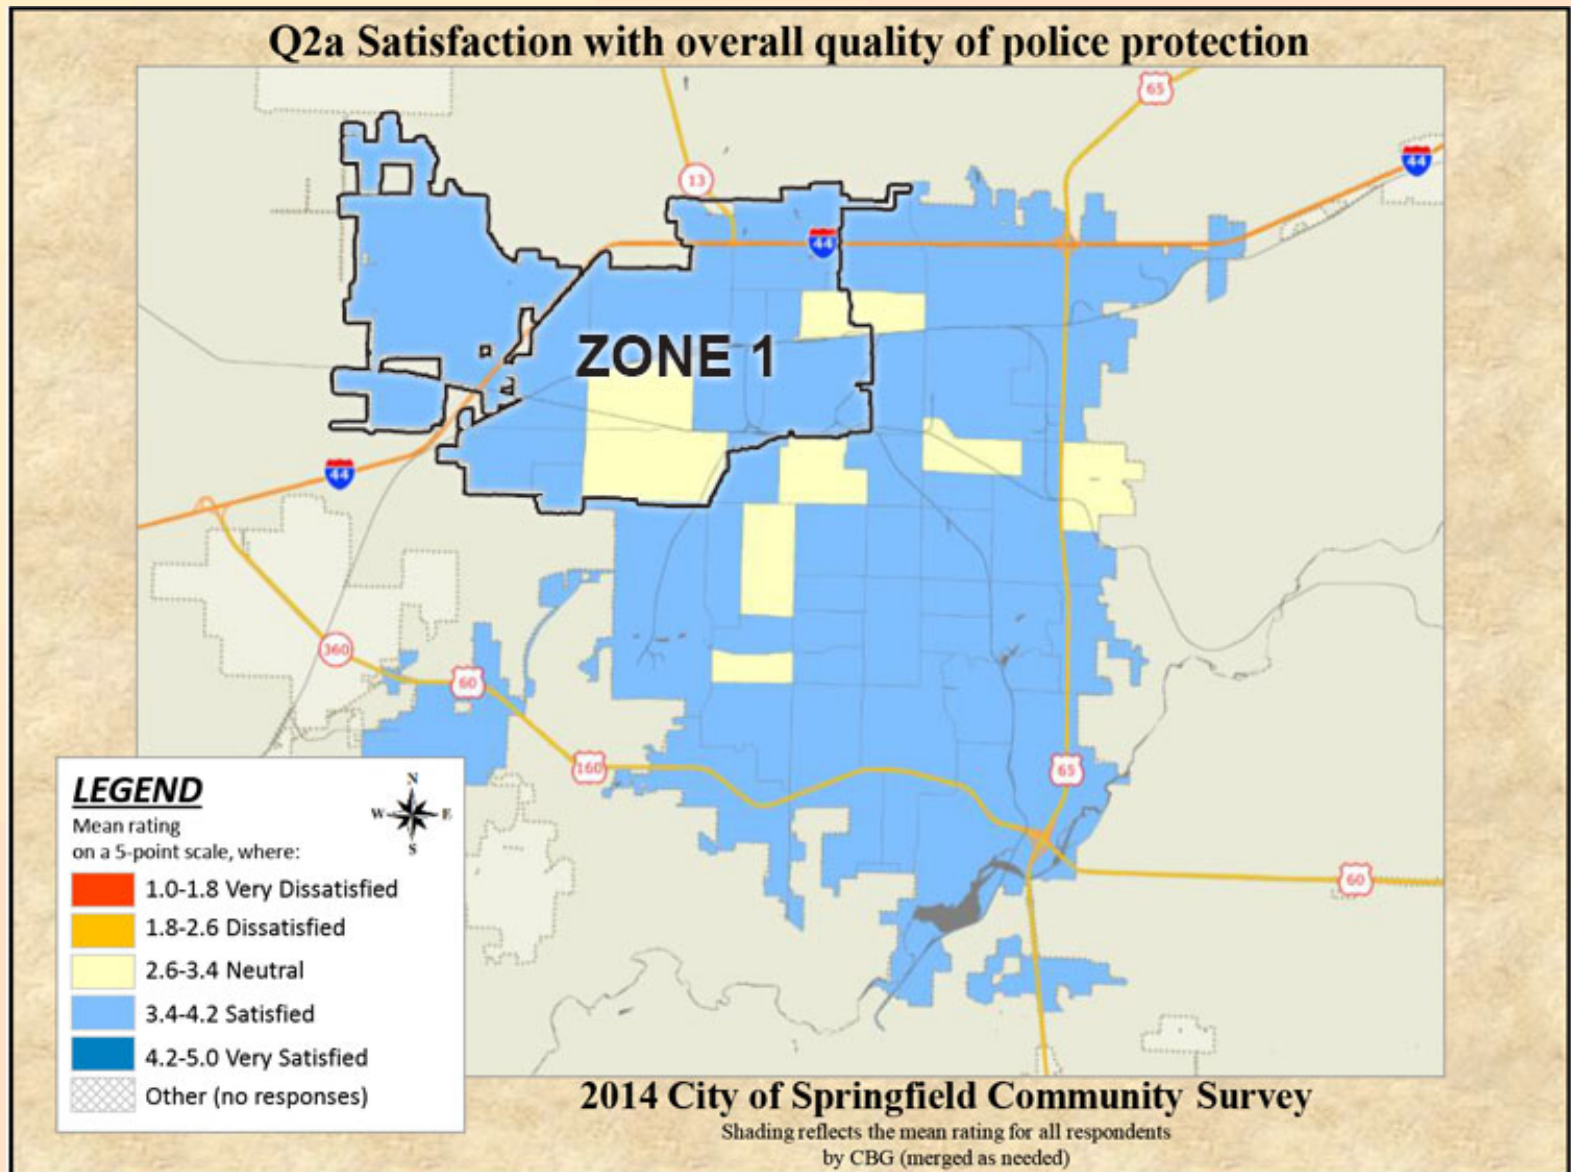 Q2a Satisfaction with overall quality of police protection
65
44
13
44
ZONE 1
44
360
60
160
65
60
LEGEND
Mean rating
on a 5-point scale, where:
N
W E
S
1.0-1.8 Very Dissatisfied
1.8-2.6 Dissatisfied
2.6-3.4 Neutral
3.4-4.2 Satisfied
4.2-5.0 Very Satisfied
Other (no responses)
2014 City of Springfield Community Survey
Shading reflects the mean rating for all respondents
by CBG (merged as needed)